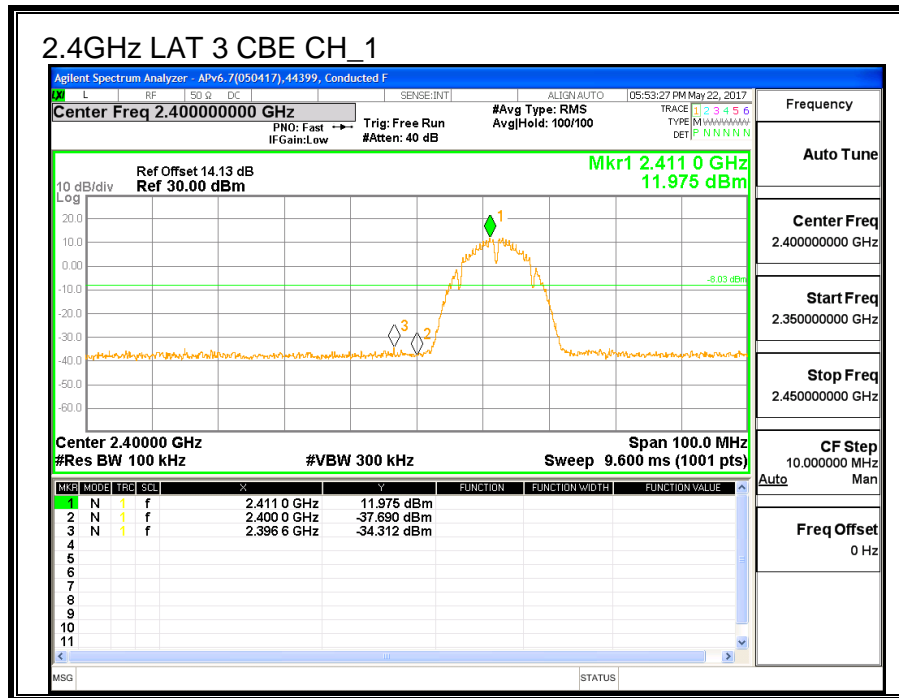 2.4GHz LAT 3 CBE CH_1
Agilent Spectrum Analyzer - APv6.7(050417),44399, Conducted F
LXI L RF 50 Ω DC SENSE:INT ALIGN AUTO 05:53:27 PM May 22, 2017
Center Freq 2.400000000 GHz #Avg Type: RMS TRACE 1 2 3 4 5 6
PNO: Fast Trig: Free Run Avg|Hold: 100/100 TYPE M WWWWW
IFGain:Low #Atten: 40 dB DET P N N N N N
Mkr1 2.411 0 GHz
Ref Offset 14.13 dB
10 dB/div Ref 30.00 dBm 11.975 dBm
Log
20.0
10.0
0.00
-10.0
-20.0
-30.0
-40.0
-50.0
-60.0
1
-8.03 dBm
3
2
Center 2.40000 GHz Span 100.0 MHz
#Res BW 100 kHz #VBW 300 kHz Sweep 9.600 ms (1001 pts)
MKR MODE TRC SCL X Y FUNCTION FUNCTION WIDTH FUNCTION VALUE
1 N 1 f 2.411 0 GHz 11.975 dBm
2 N 1 f 2.400 0 GHz -37.690 dBm
3 N 1 f 2.396 6 GHz -34.312 dBm
4
5
6
7
8
9
10
11
MSG STATUS
Frequency
Auto Tune
Center Freq
2.400000000 GHz
Start Freq
2.350000000 GHz
Stop Freq
2.450000000 GHz
CF Step
10.000000 MHz
Auto Man
Freq Offset
0 Hz